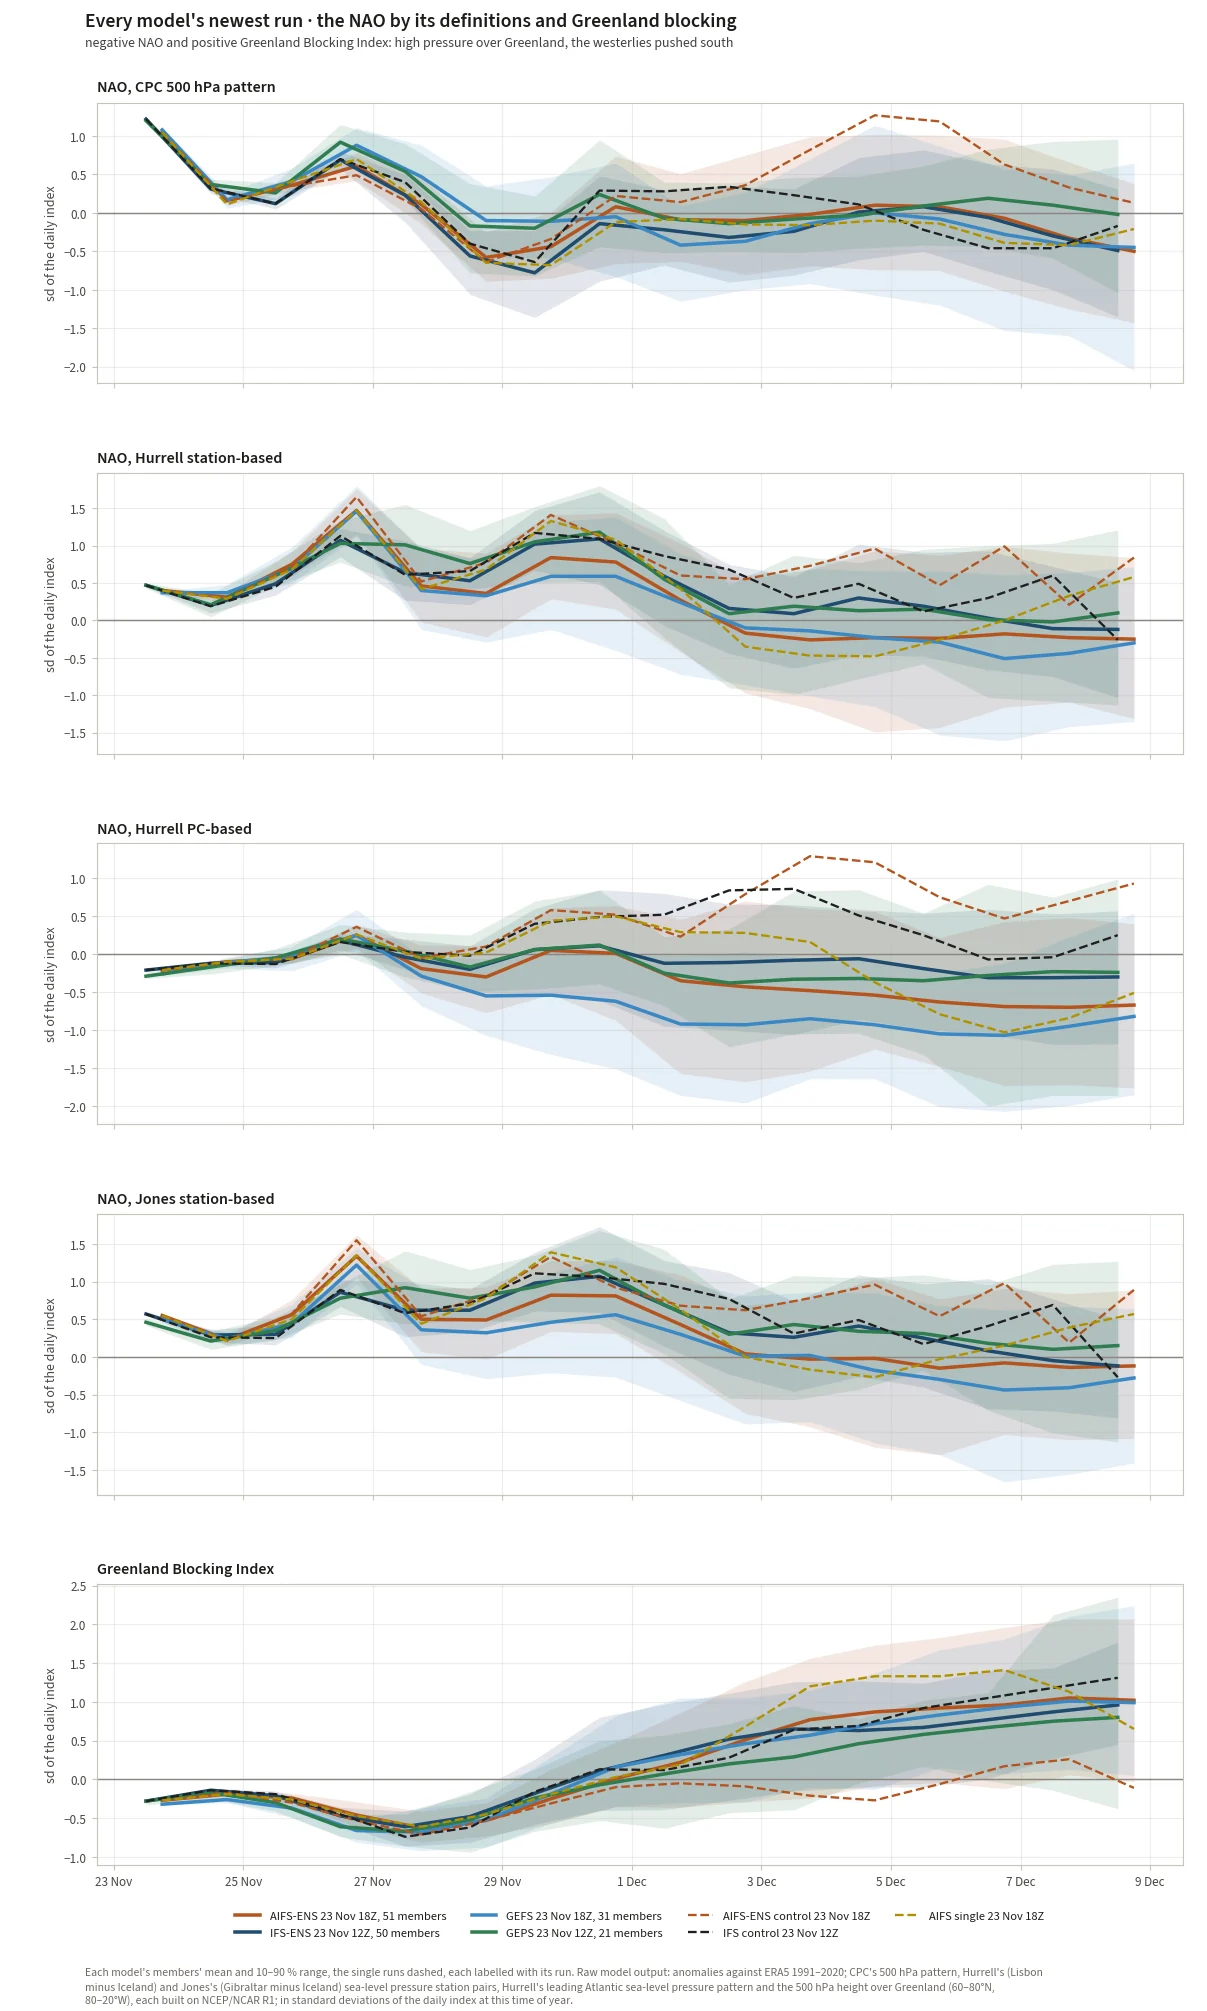 Every model's newest run · the NAO by its definitions and Greenland blocking
negative NAO and positive Greenland Blocking Index: high pressure over Greenland, the westerlies pushed south
NAO, CPC 500 hPa pattern
sd of the daily index
1.0
0.5
0.0
−0.5
−1.0
−1.5
−2.0
NAO, Hurrell station-based
sd of the daily index
1.5
1.0
0.5
0.0
−0.5
−1.0
−1.5
NAO, Hurrell PC-based
sd of the daily index
1.0
0.5
0.0
−0.5
−1.0
−1.5
−2.0
NAO, Jones station-based
sd of the daily index
1.5
1.0
0.5
0.0
−0.5
−1.0
−1.5
Greenland Blocking Index
sd of the daily index
2.5
2.0
1.5
1.0
0.5
0.0
−0.5
−1.0
23 Nov 25 Nov 27 Nov 29 Nov 1 Dec 3 Dec 5 Dec 7 Dec 9 Dec
AIFS-ENS 23 Nov 18Z, 51 members GEFS 23 Nov 18Z, 31 members AIFS-ENS control 23 Nov 18Z AIFS single 23 Nov 18Z
IFS-ENS 23 Nov 12Z, 50 members GEPS 23 Nov 12Z, 21 members IFS control 23 Nov 12Z
Each model's members' mean and 10–90 % range, the single runs dashed, each labelled with its run. Raw model output: anomalies against ERA5 1991–2020; CPC's 500 hPa pattern, Hurrell's (Lisbon
minus Iceland) and Jones's (Gibraltar minus Iceland) sea-level pressure station pairs, Hurrell's leading Atlantic sea-level pressure pattern and the 500 hPa height over Greenland (60–80°N,
80–20°W), each built on NCEP/NCAR R1; in standard deviations of the daily index at this time of year.